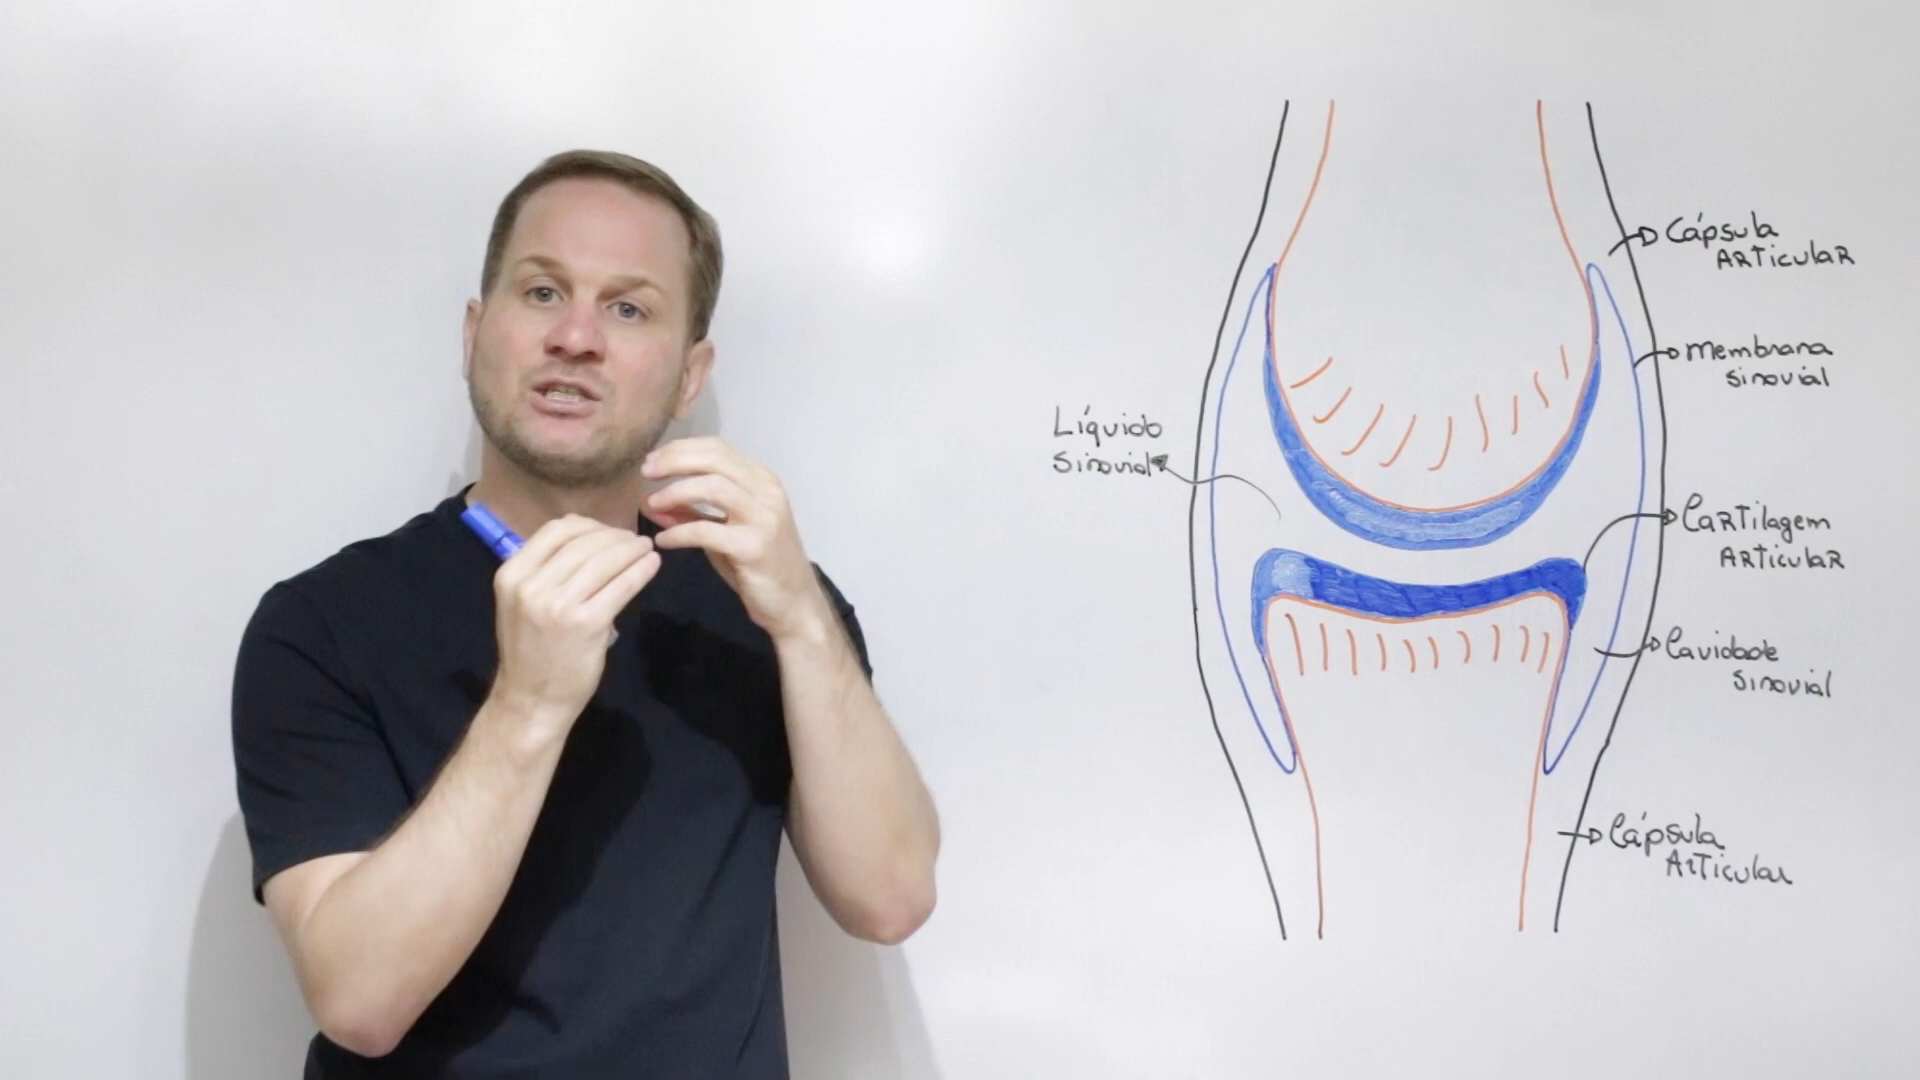 Cápsula
Articular
Membrana
Sinovial
Líquido
Sinovial
Cartilagem
Articular
Cavidade
Sinovial
Cápsula
Articular